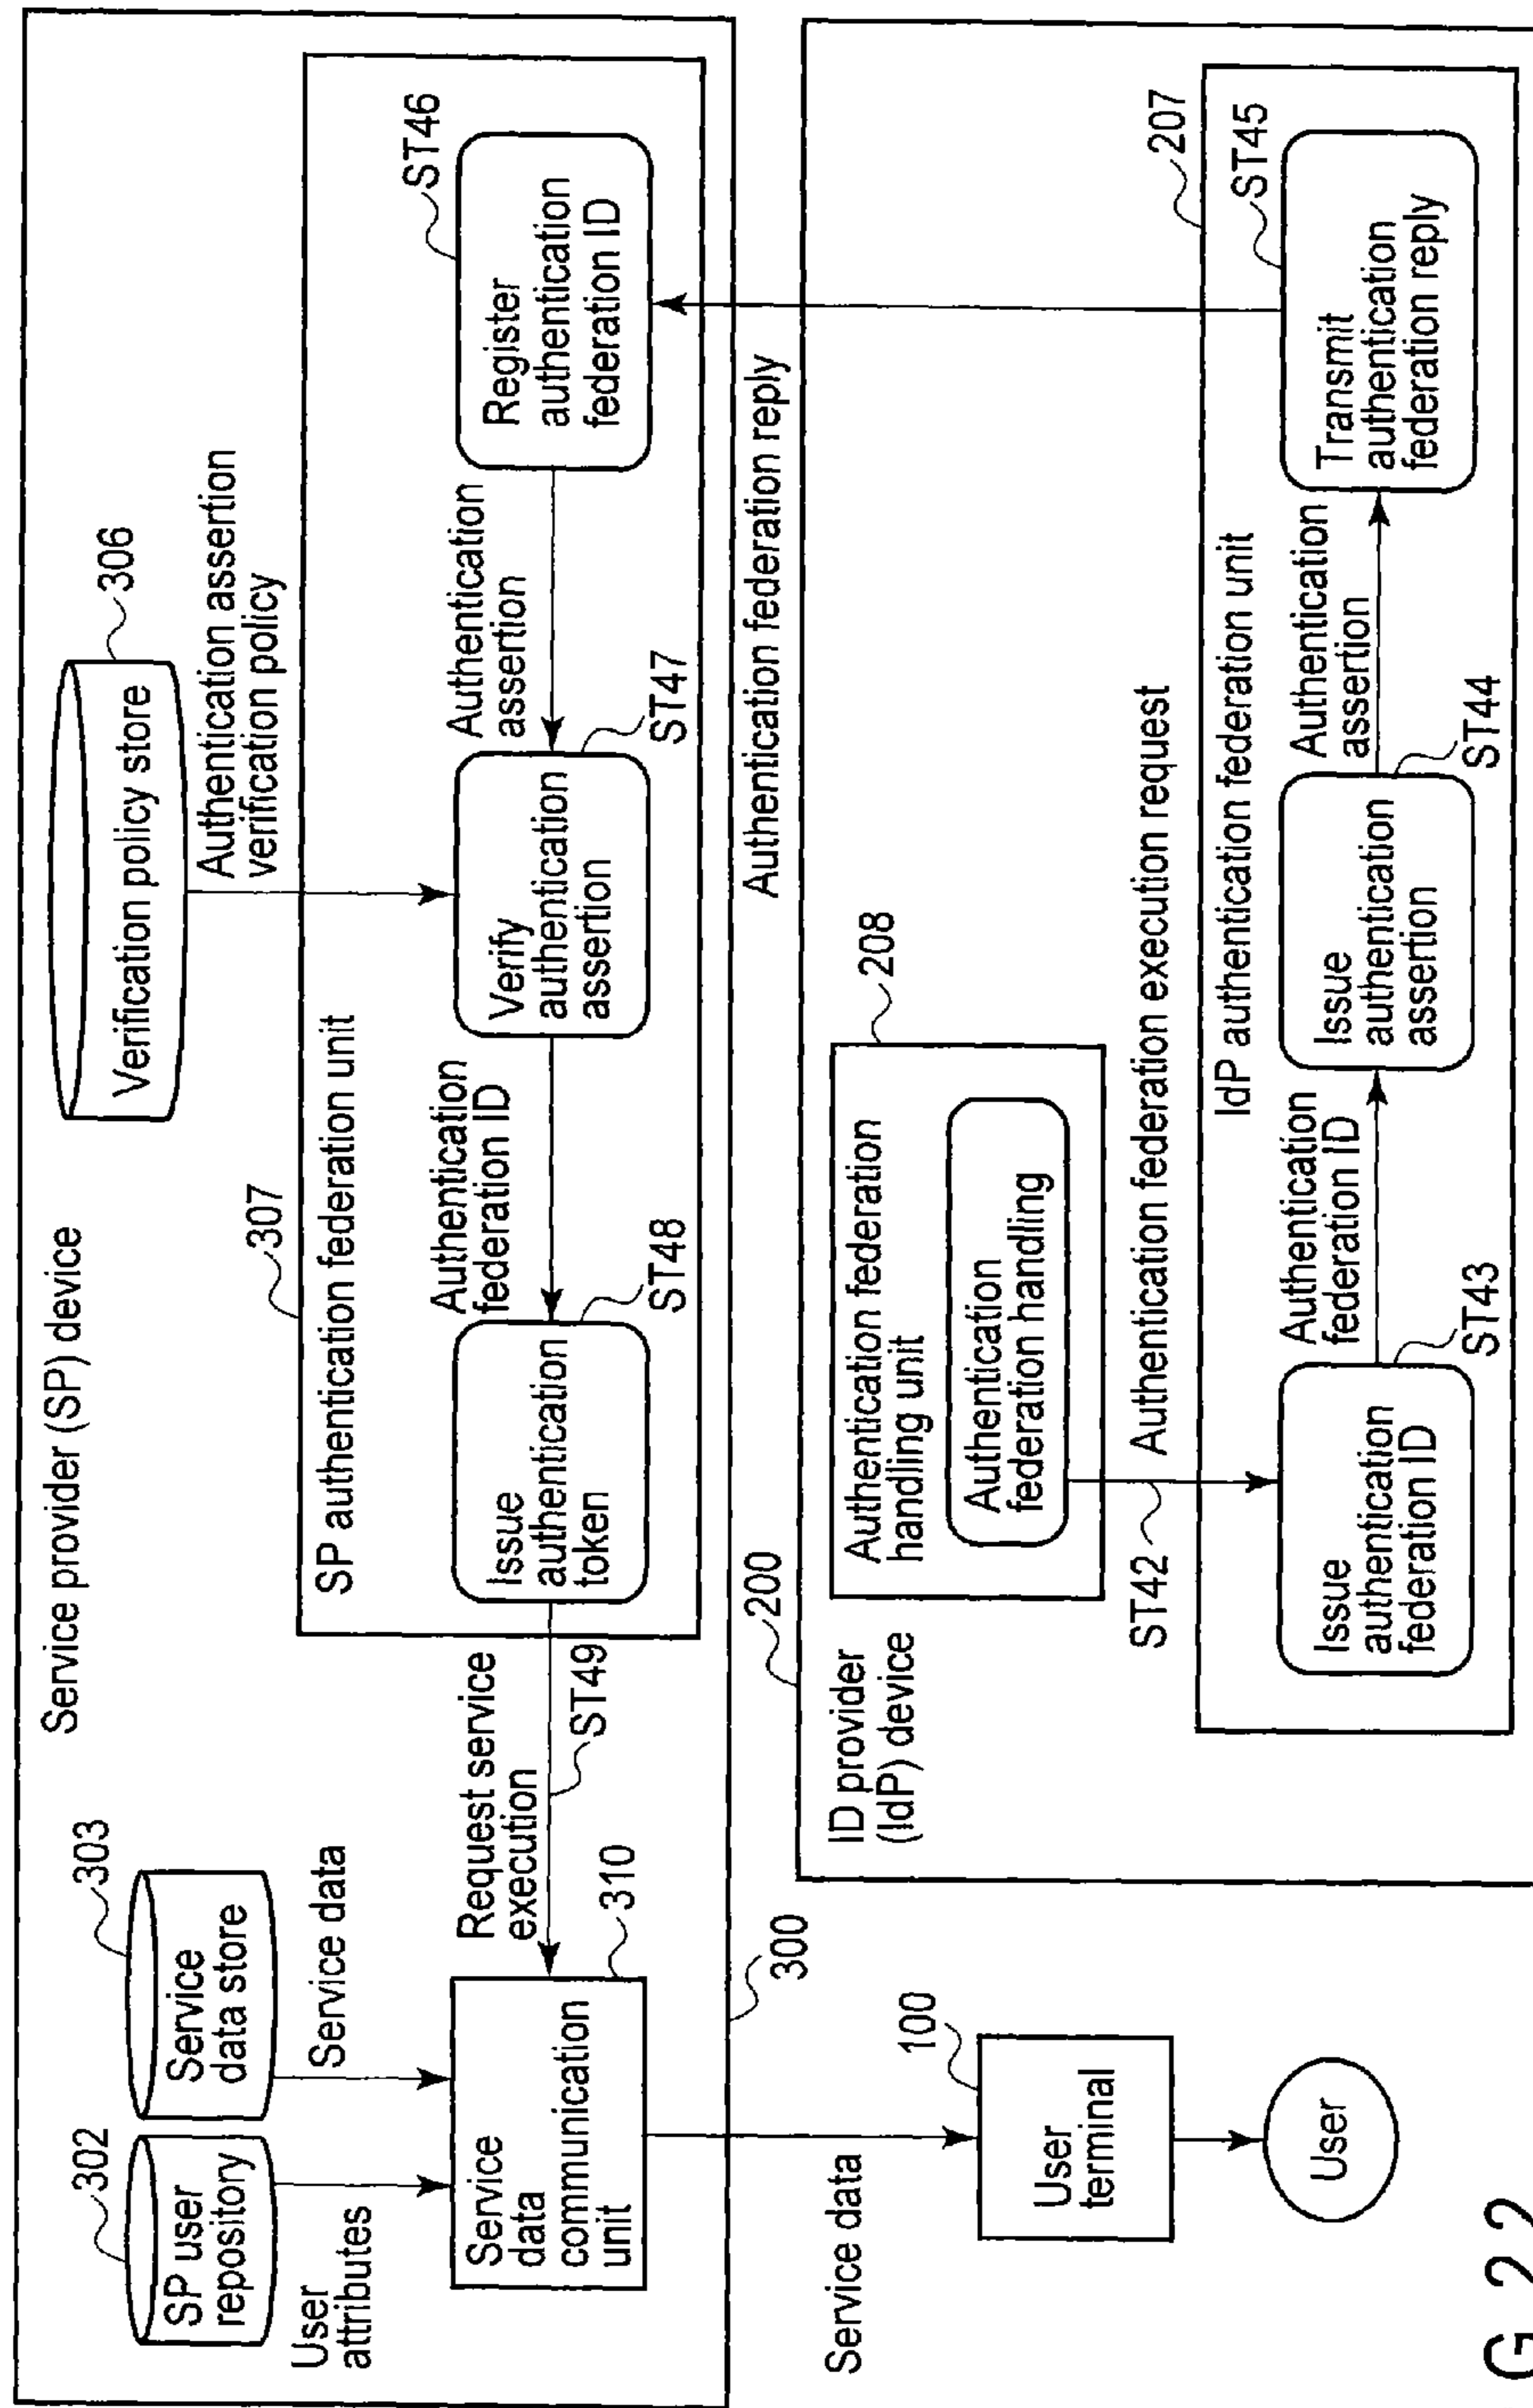 Service provider (SP) device
302
SP user
repository
303
Service
data store
User
attributes
Service data
306
Verification policy store
Authentication assertion
verification policy
307
SP authentication federation unit
Service
data
communication
unit
310
Request service
execution
ST49
Issue
authentication
token
ST48
Authentication
federation ID
Verify
authentication
assertion
ST47
Authentication
assertion
Register
authentication
federation ID
ST46
300
Authentication federation reply
Service data
100
User
terminal
User
200
ID provider
(IdP) device
208
Authentication federation
handling unit
Authentication
federation handling
ST42
Authentication federation execution request
207
IdP authentication federation unit
Issue
authentication
federation ID
ST43
Authentication
federation ID
Issue
authentication
assertion
ST44
Authentication
assertion
Transmit
authentication
federation reply
ST45
G. 22